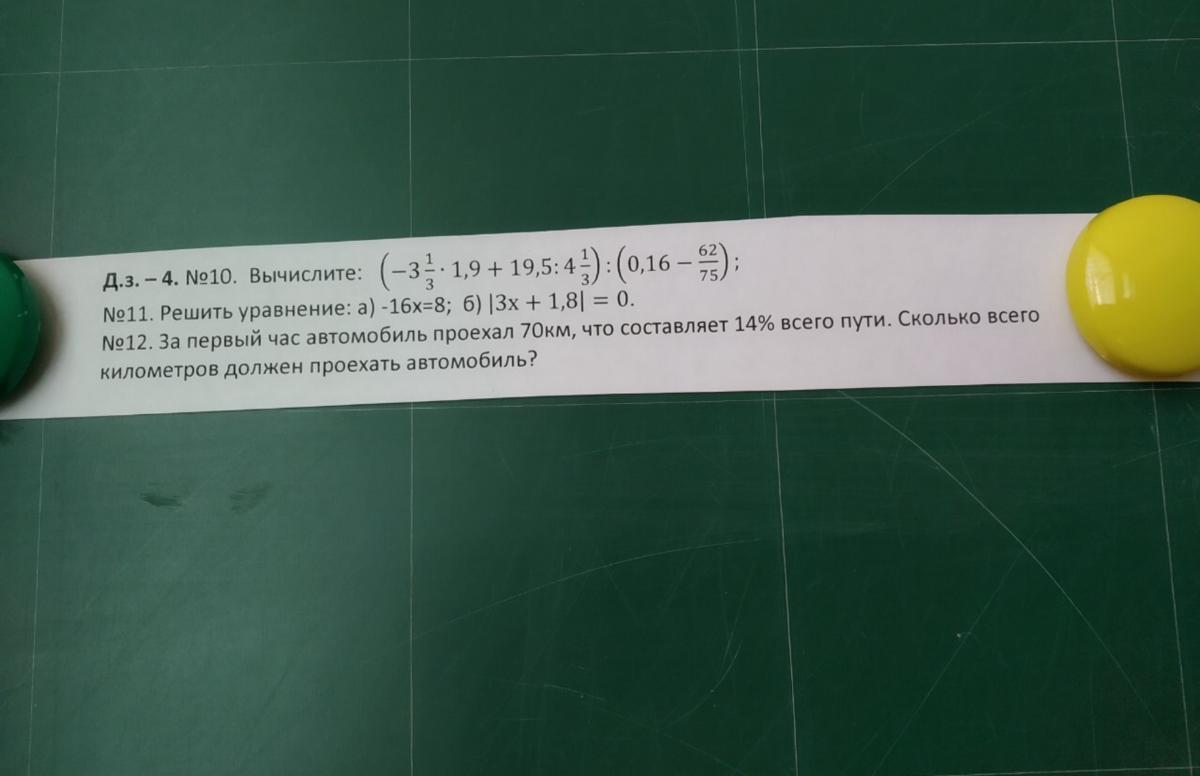 Д.з. – 4. №10. Вычислите: (−3 1/3 · 1,9 + 19,5: 4 1/3) : (0,16 − 62/75);
№11. Решить уравнение: а) -16х=8; б) |3x + 1,8| = 0.
№12. За первый час автомобиль проехал 70км, что составляет 14% всего пути. Сколько всего
километров должен проехать автомобиль?